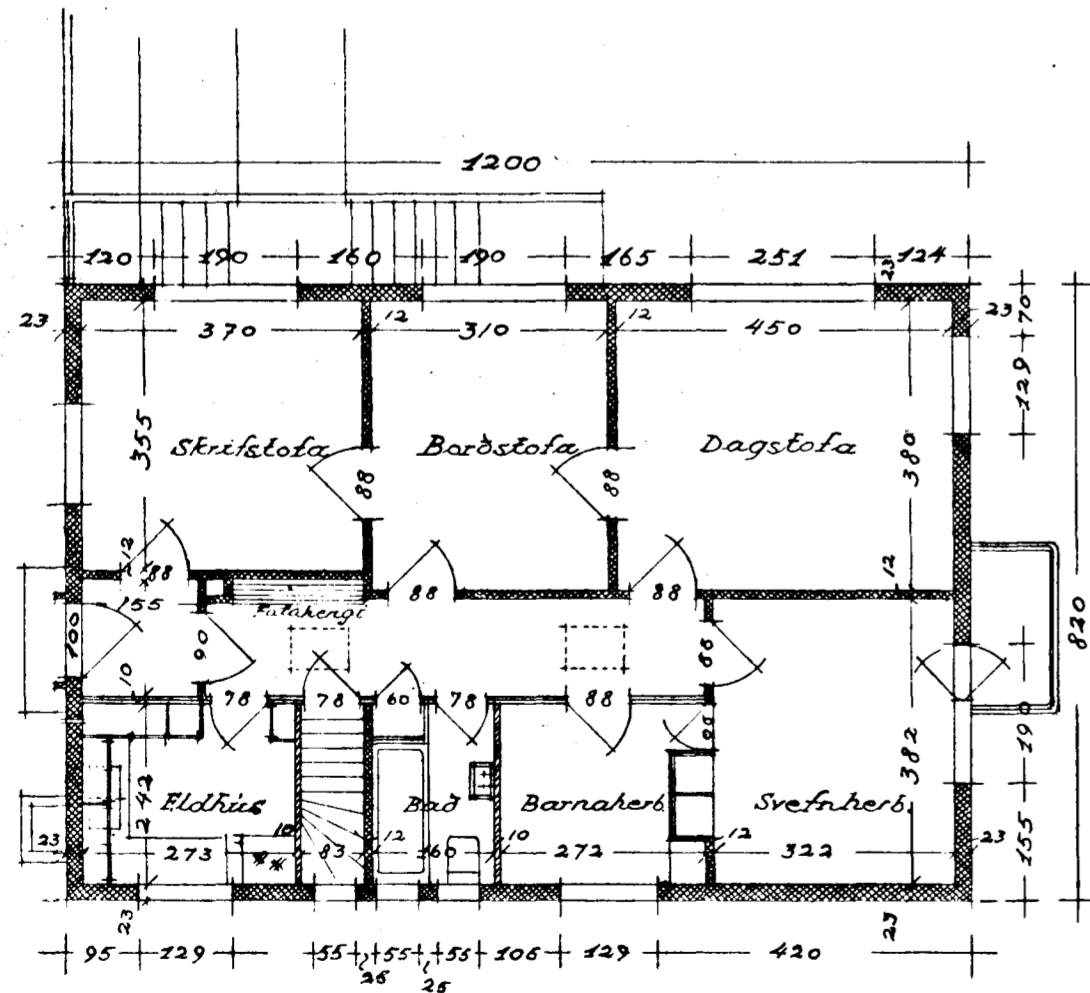 1200
120 190 160 190 165 251 124
23
23 370 12 310 12 450 23
70
129
355
Skrifstofa Borðstofa Dagstofa
380
88 88
12 88 12
155 88 88
Fatahengi
100 90 88
820
10
78 78 60 78 88
90
190
242 382
Eldhús Bað Barnaherb. Svefnherb.
23 10 12 10 12 23
273 83 160 272 322
155
23 23
95 129 55 55 55 106 129 420
26 26